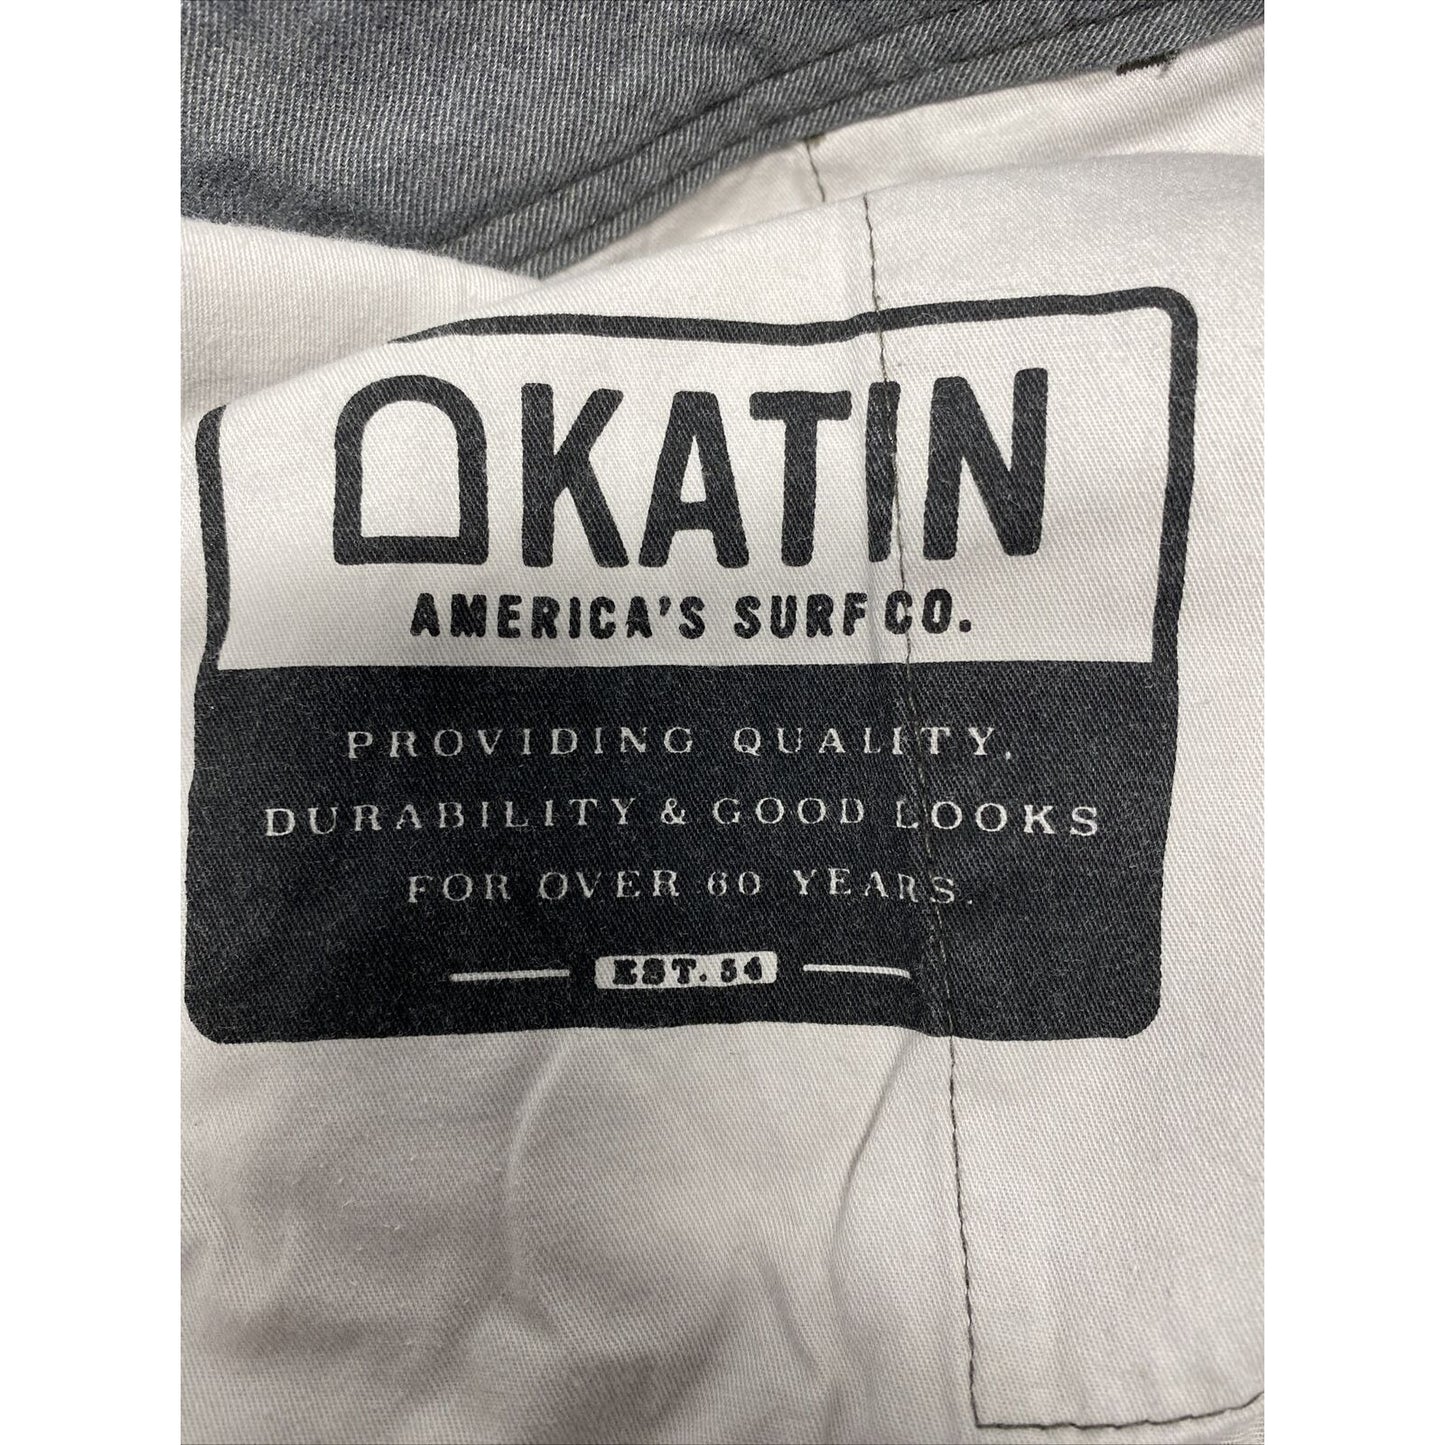 KATIN
AMERICA'S SURF CO.
PROVIDING QUALITY,
DURABILITY & GOOD LOOKS
FOR OVER 60 YEARS.
EST. 54